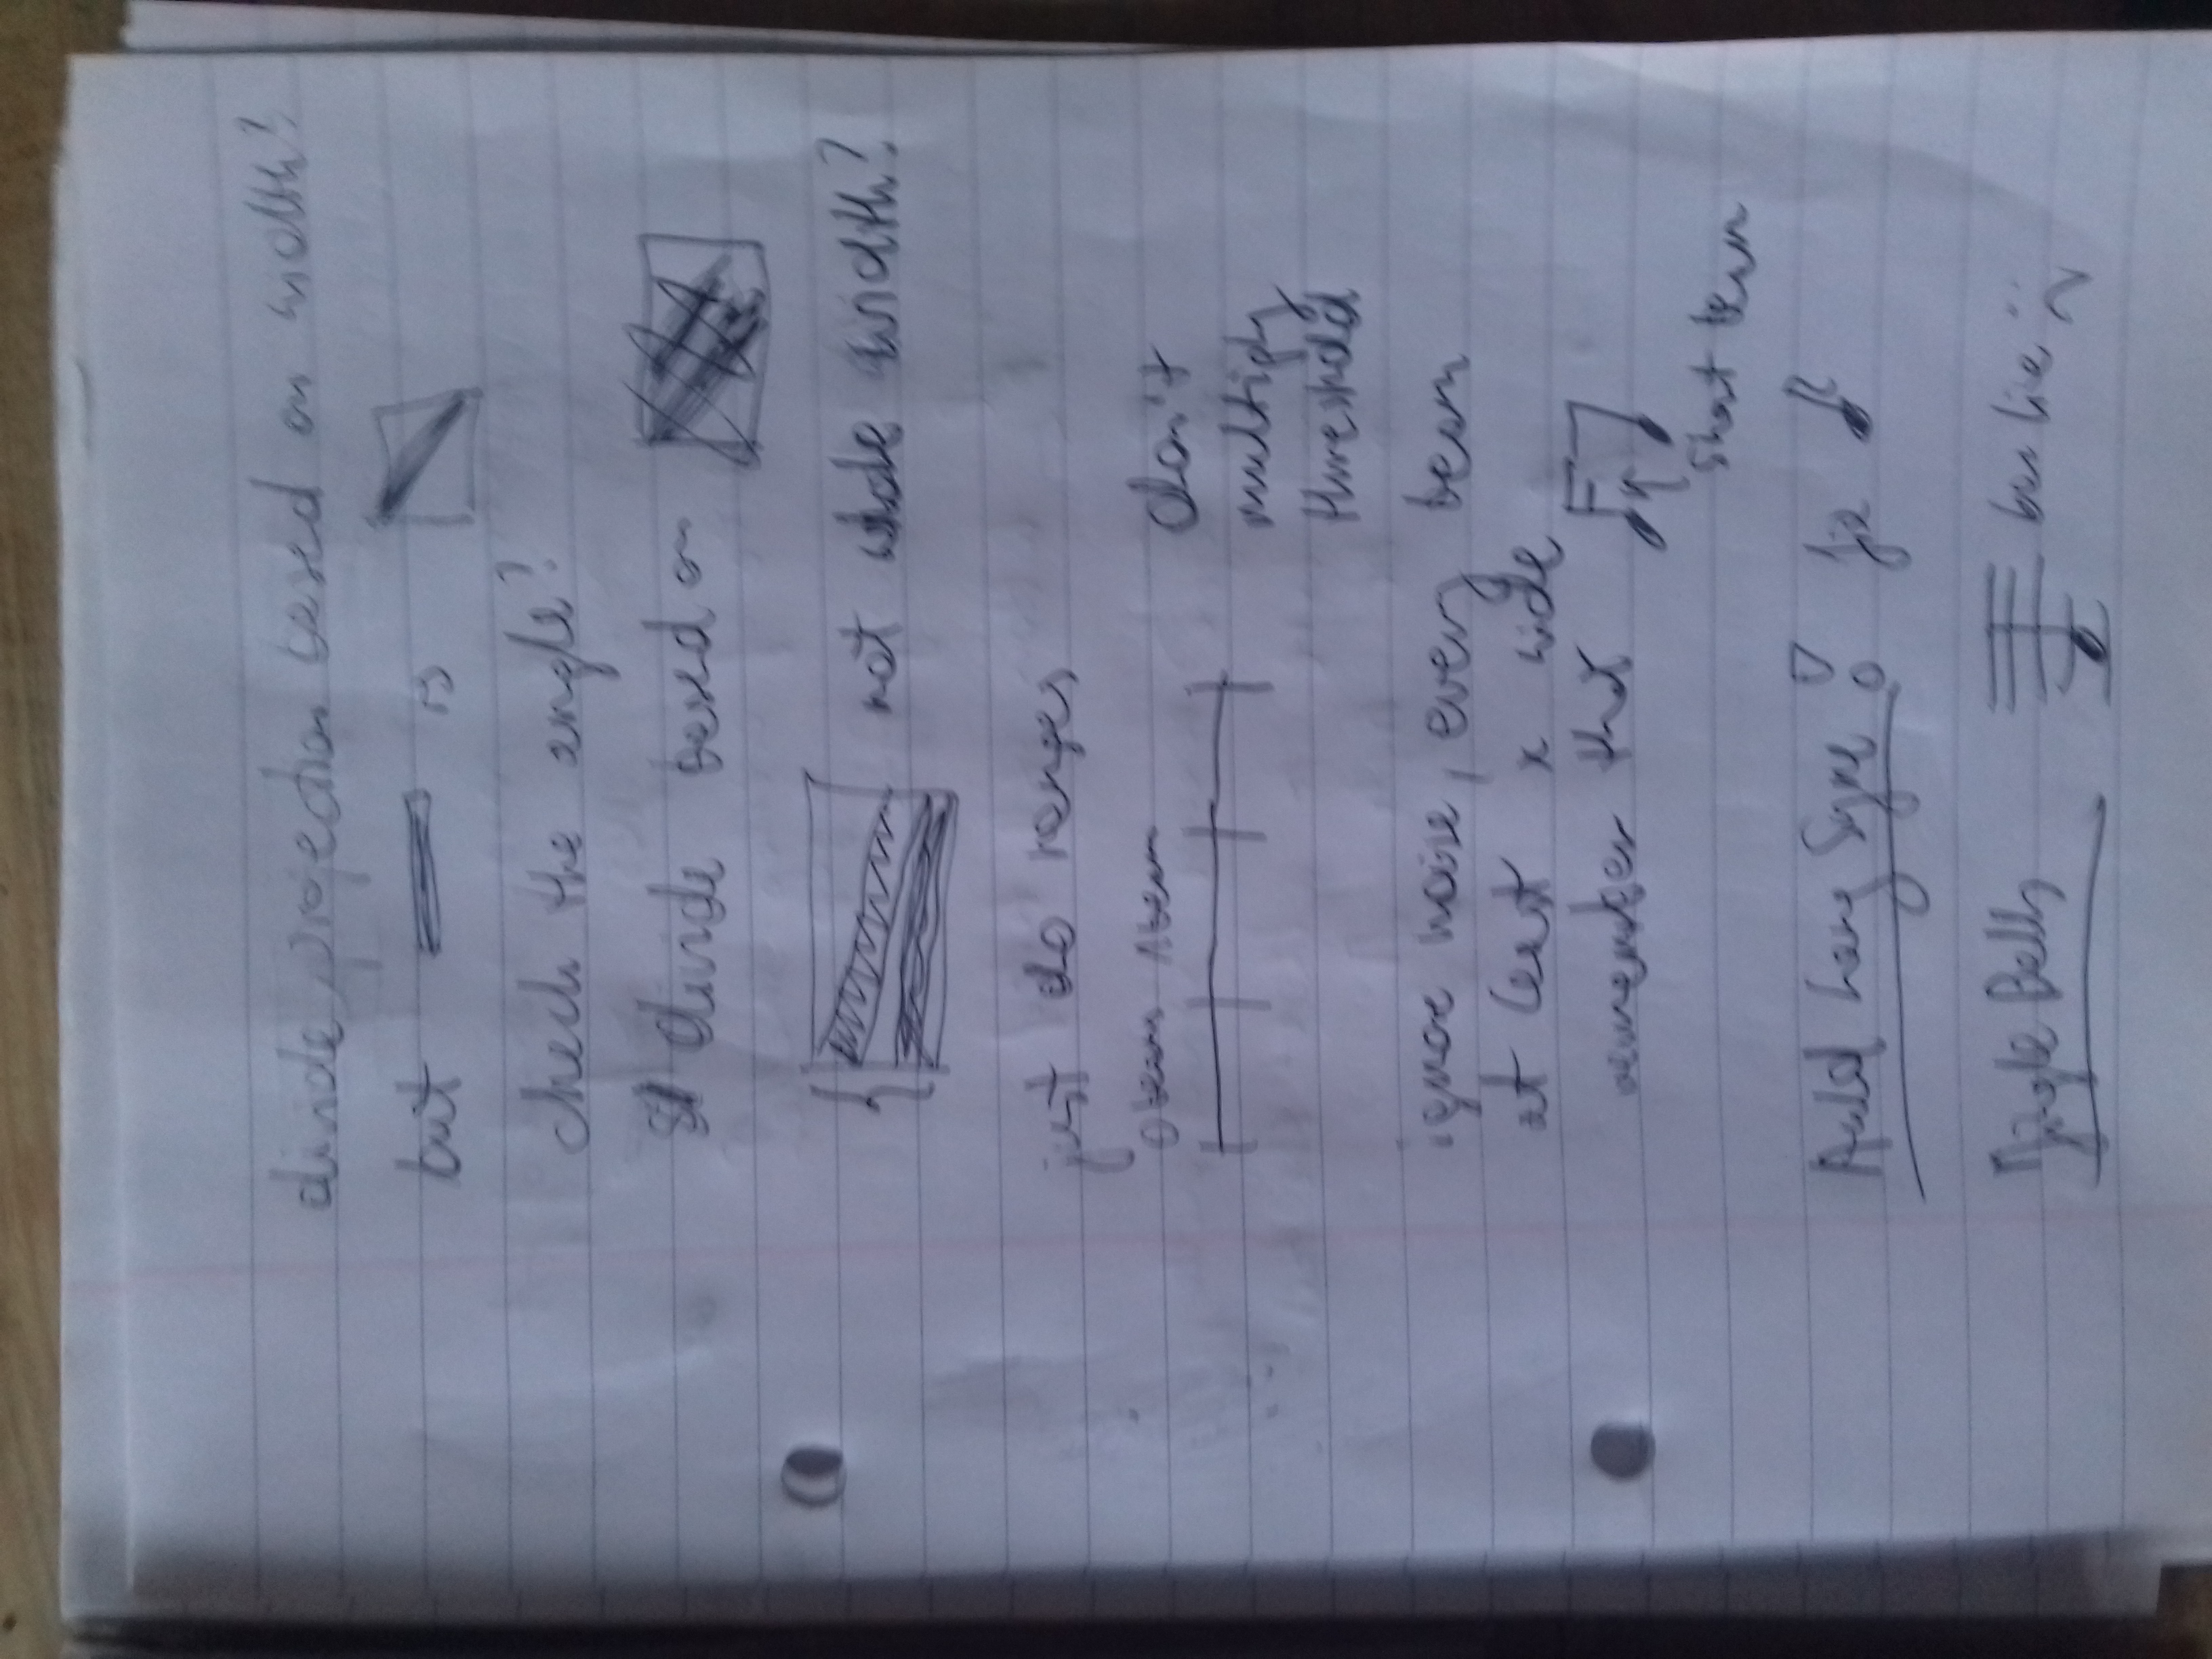 divide projection based on width?
but is
check the angle?
divide based on
not whole width?
just do ranges
0 beams 1 beam
don't
multiply
threshold
ignore noise, every beam
at least x wide
remember that
short beam
Auld Lang Syne ! fix
Jingle Bells bar line :(